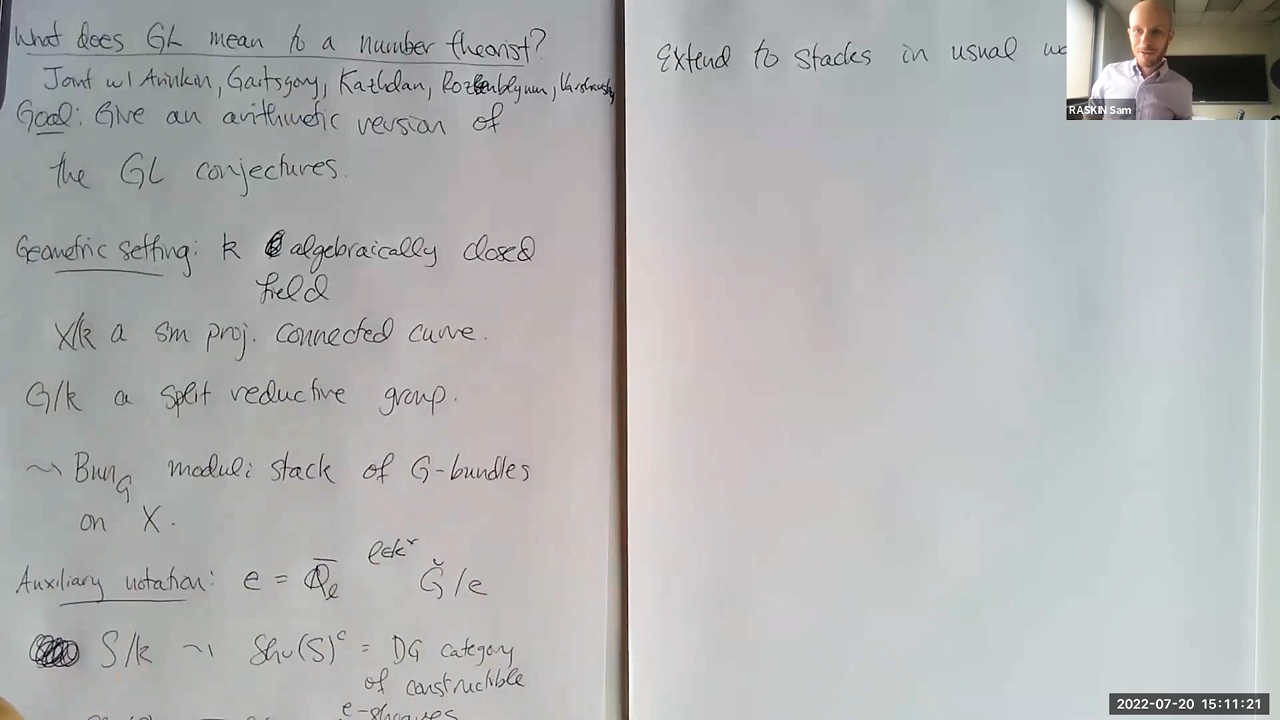 What does GL mean to a number theorist?
Joint w/ Arinkin, Gaitsgory, Kazhdan, Rozenblyum, Varshavsky
Goal: Give an arithmetic version of
the GL conjectures.
Geometric setting: k algebraically closed
field
X/k a sm proj. connected curve.
G/k a split reductive group.
⇝ Bun_G moduli stack of G-bundles
on X.
Auxiliary notation: e = \overline{Q}_ℓ ℓ∈k^× Ǧ/e
S/k ⇝ Shv(S)^c = DG category
of constructible
e-sheaves
Extend to stacks in usual
RASKIN Sam
2022-07-20 15:11:21